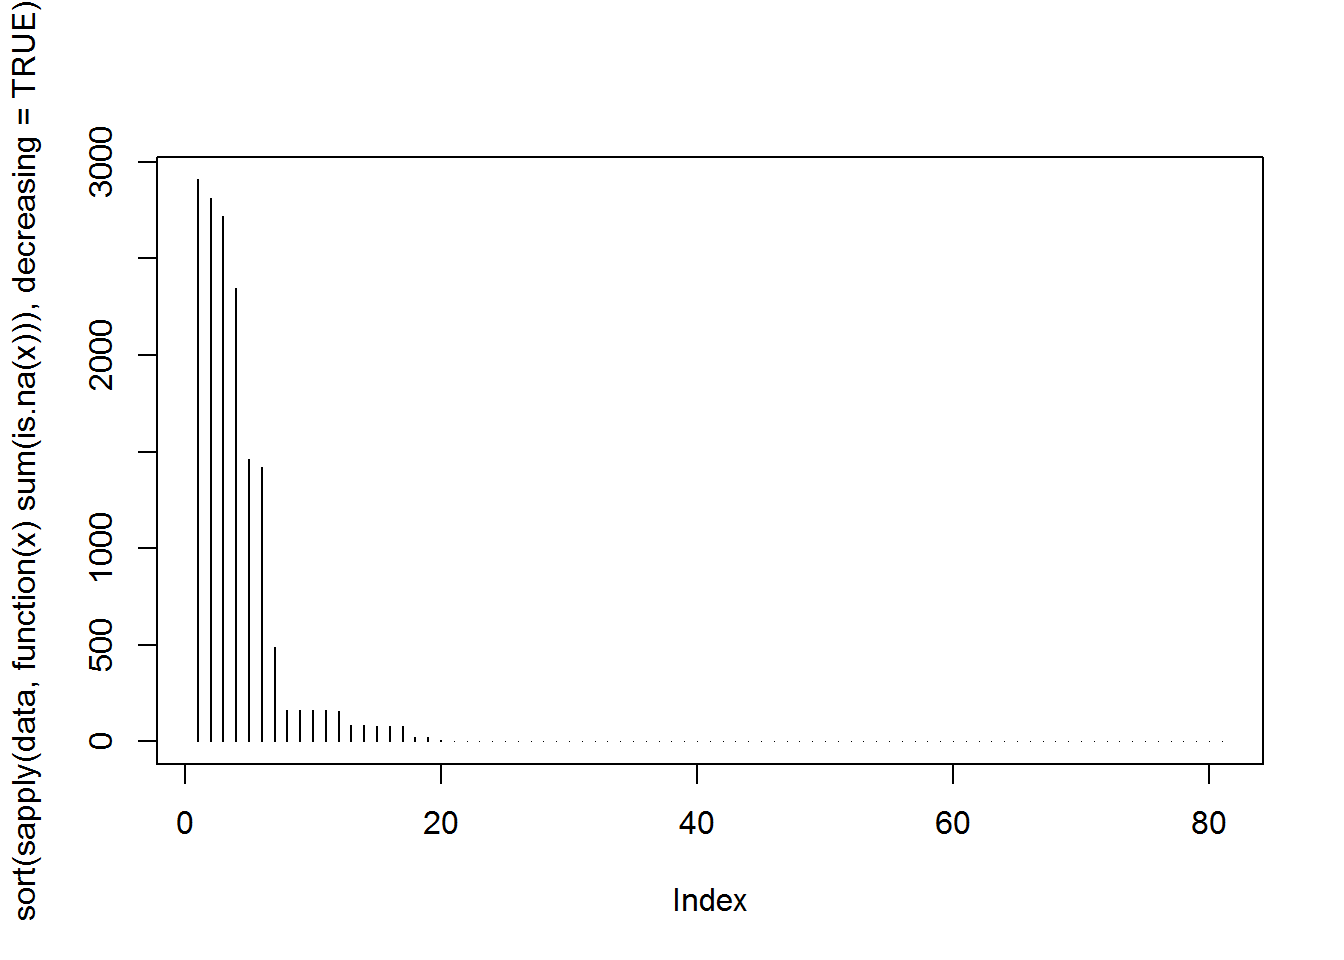 sort(sapply(data, function(x) sum(is.na(x))), decreasing = TRUE)
3000
2000
1000
500
0
0 20 40 60 80
Index